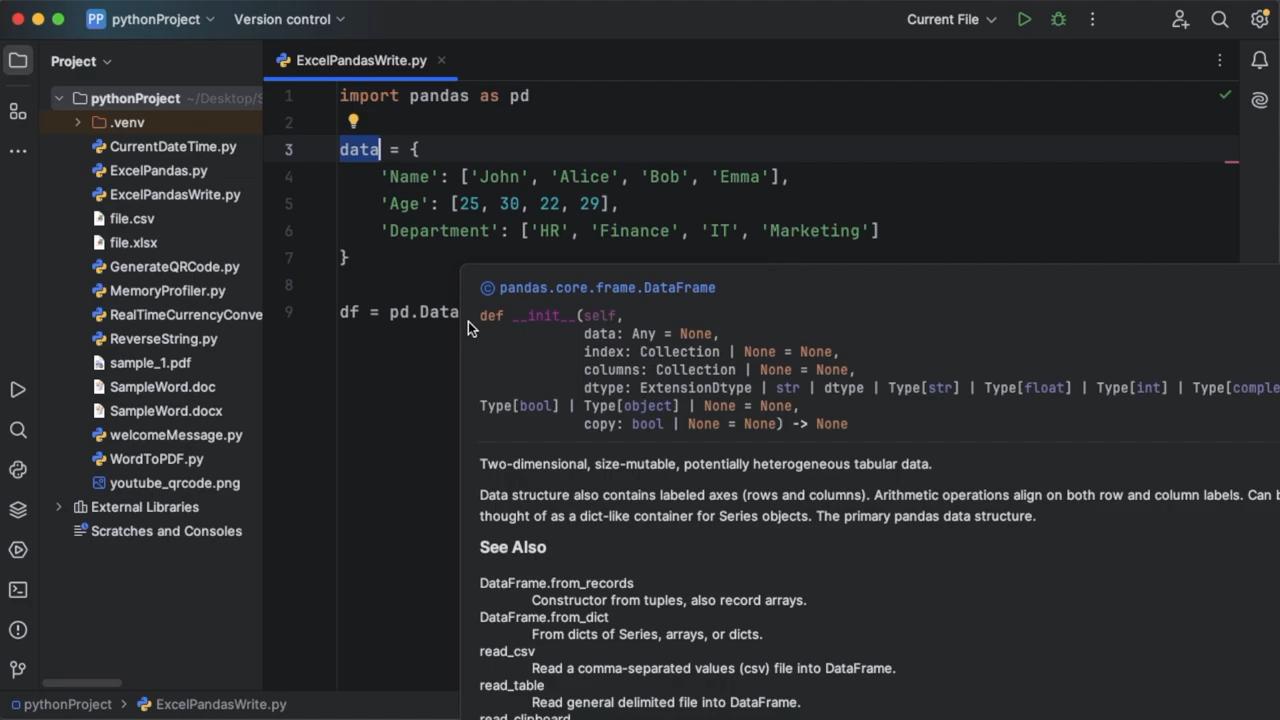 PP pythonProject Version control Current File
Project
ExcelPandasWrite.py
pythonProject ~/Desktop/S
.venv
CurrentDateTime.py
ExcelPandas.py
ExcelPandasWrite.py
file.csv
file.xlsx
GenerateQRCode.py
MemoryProfiler.py
RealTimeCurrencyConve
ReverseString.py
sample_1.pdf
SampleWord.doc
SampleWord.docx
welcomeMessage.py
WordToPDF.py
youtube_qrcode.png
External Libraries
Scratches and Consoles
1 import pandas as pd
2
3 data = {
4 'Name': ['John', 'Alice', 'Bob', 'Emma'],
5 'Age': [25, 30, 22, 29],
6 'Department': ['HR', 'Finance', 'IT', 'Marketing']
7 }
8
9 df = pd.Data
pandas.core.frame.DataFrame
def __init__(self,
data: Any = None,
index: Collection | None = None,
columns: Collection | None = None,
dtype: ExtensionDtype | str | dtype | Type[str] | Type[float] | Type[int] | Type[comple
Type[bool] | Type[object] | None = None,
copy: bool | None = None) -> None
Two-dimensional, size-mutable, potentially heterogeneous tabular data.
Data structure also contains labeled axes (rows and columns). Arithmetic operations align on both row and column labels. Can b
thought of as a dict-like container for Series objects. The primary pandas data structure.
See Also
DataFrame.from_records
Constructor from tuples, also record arrays.
DataFrame.from_dict
From dicts of Series, arrays, or dicts.
read_csv
Read a comma-separated values (csv) file into DataFrame.
read_table
Read general delimited file into DataFrame.
read_clipboard
pythonProject > ExcelPandasWrite.py